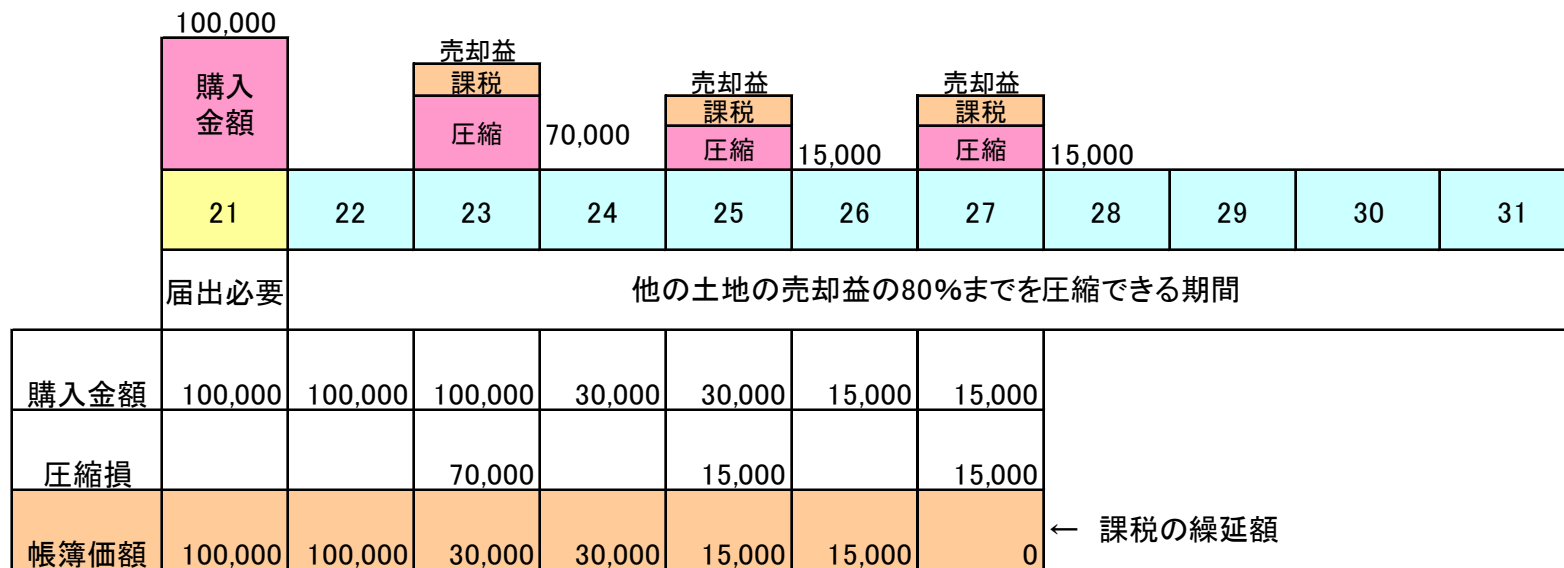 100,000
購入
金額
売却益
課税
圧縮
70,000
売却益
課税
圧縮
15,000
売却益
課税
圧縮
15,000
21 22 23 24 25 26 27 28 29 30 31
届出必要 他の土地の売却益の80%までを圧縮できる期間
購入金額 100,000 100,000 100,000 30,000 30,000 15,000 15,000
圧縮損 70,000 15,000 15,000
← 課税の繰延額
帳簿価額 100,000 100,000 30,000 30,000 15,000 15,000 0